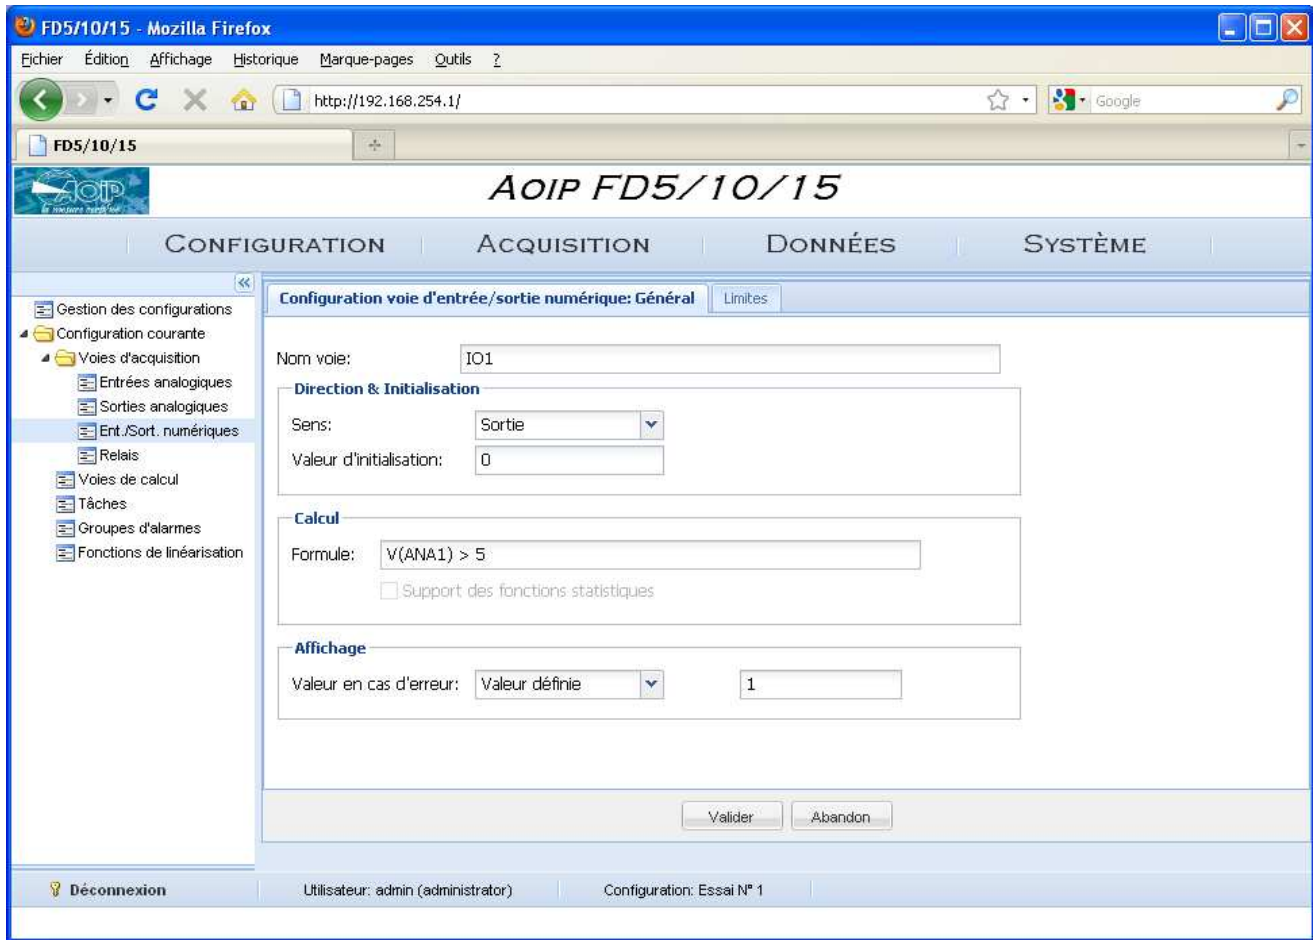 FD5/10/15 - Mozilla Firefox
Fichier Édition Affichage Historique Marque-pages Outils ?
http://192.168.254.1/
Google
FD5/10/15
AOIP
la mesure
AOIP FD5/10/15
CONFIGURATION ACQUISITION DONNÉES SYSTÈME
Gestion des configurations
Configuration courante
Voies d'acquisition
Entrées analogiques
Sorties analogiques
Ent./Sort. numériques
Relais
Voies de calcul
Tâches
Groupes d'alarmes
Fonctions de linéarisation
Configuration voie d'entrée/sortie numérique: Général Limites
Nom voie: IO1
Direction & Initialisation
Sens: Sortie
Valeur d'initialisation: 0
Calcul
Formule: V(ANA1) > 5
Support des fonctions statistiques
Affichage
Valeur en cas d'erreur: Valeur définie 1
Valider Abandon
Déconnexion Utilisateur: admin (administrator) Configuration: Essai N° 1